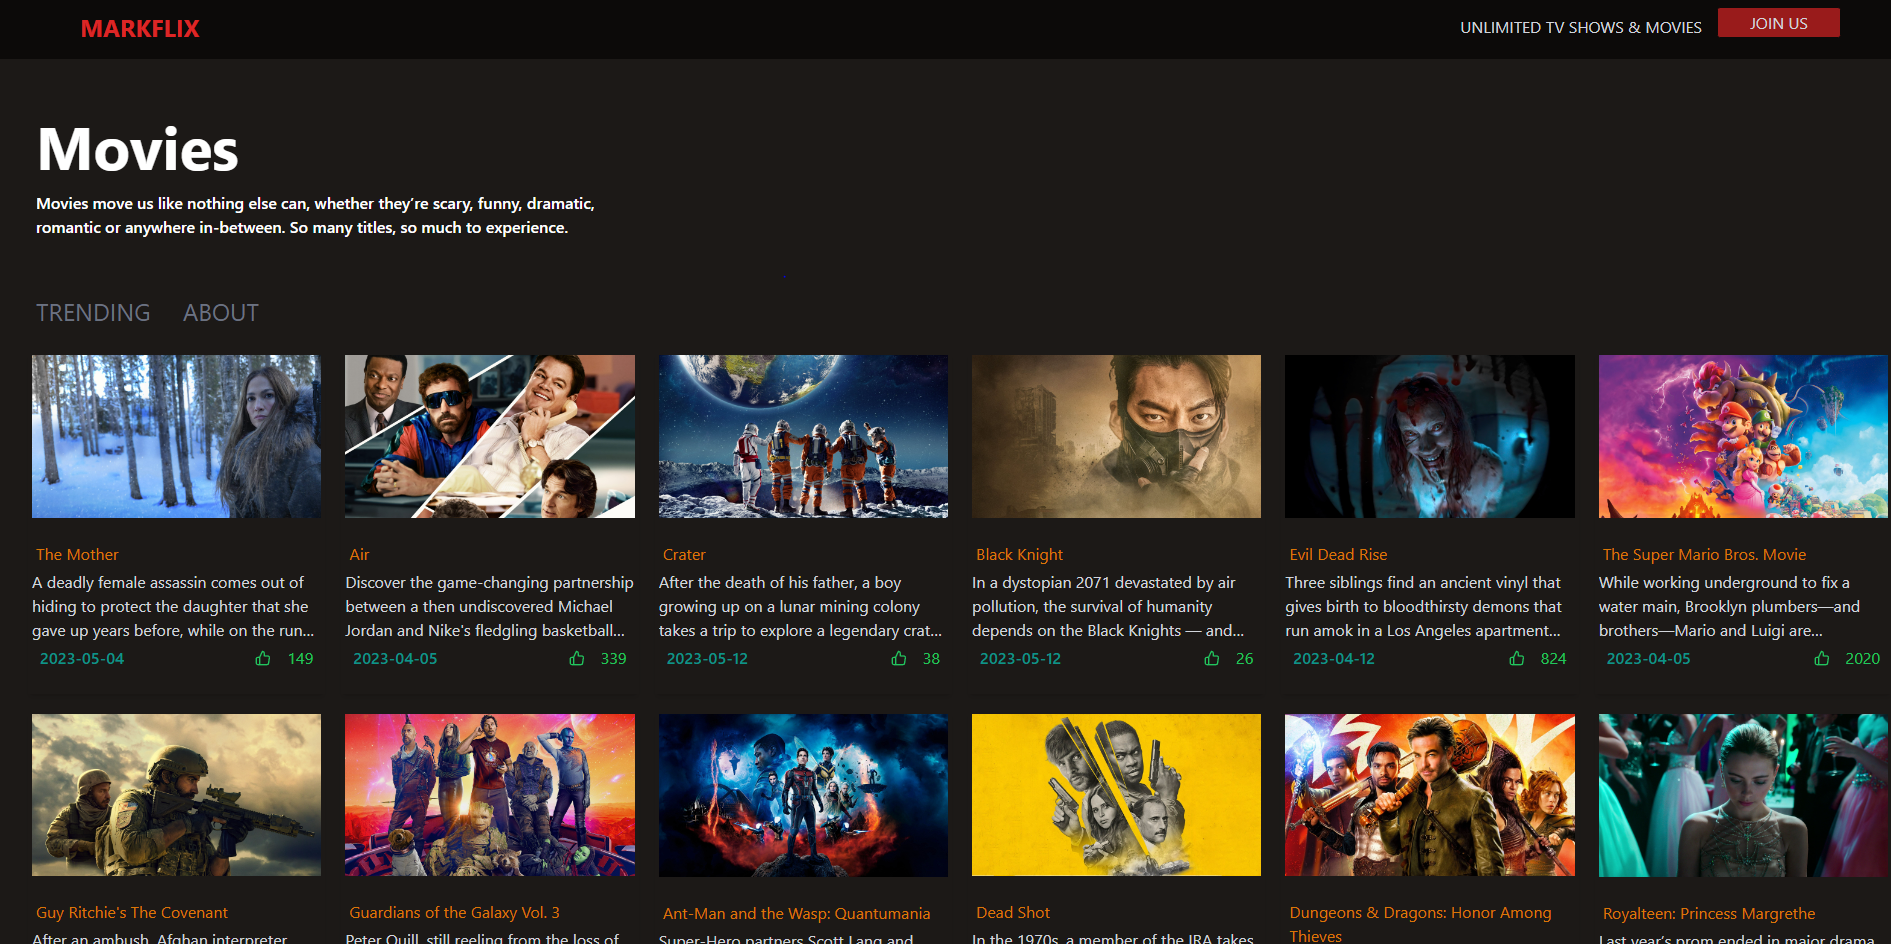 MARKFLIX
UNLIMITED TV SHOWS & MOVIES
JOIN US
Movies
Movies move us like nothing else can, whether they’re scary, funny, dramatic,
romantic or anywhere in-between. So many titles, so much to experience.
TRENDING ABOUT
The Mother
A deadly female assassin comes out of
hiding to protect the daughter that she
gave up years before, while on the run...
2023-05-04 149
Air
Discover the game-changing partnership
between a then undiscovered Michael
Jordan and Nike's fledgling basketball...
2023-04-05 339
Crater
After the death of his father, a boy
growing up on a lunar mining colony
takes a trip to explore a legendary crat...
2023-05-12 38
Black Knight
In a dystopian 2071 devastated by air
pollution, the survival of humanity
depends on the Black Knights — and...
2023-05-12 26
Evil Dead Rise
Three siblings find an ancient vinyl that
gives birth to bloodthirsty demons that
run amok in a Los Angeles apartment...
2023-04-12 824
The Super Mario Bros. Movie
While working underground to fix a
water main, Brooklyn plumbers—and
brothers—Mario and Luigi are...
2023-04-05 2020
Guy Ritchie's The Covenant
After an ambush, Afghan interpreter
Guardians of the Galaxy Vol. 3
Peter Quill, still reeling from the loss of
Ant-Man and the Wasp: Quantumania
Super-Hero partners Scott Lang and
Dead Shot
In the 1970s, a member of the IRA takes
Dungeons & Dragons: Honor Among
Thieves
Royalteen: Princess Margrethe
Last year’s prom ended in major drama